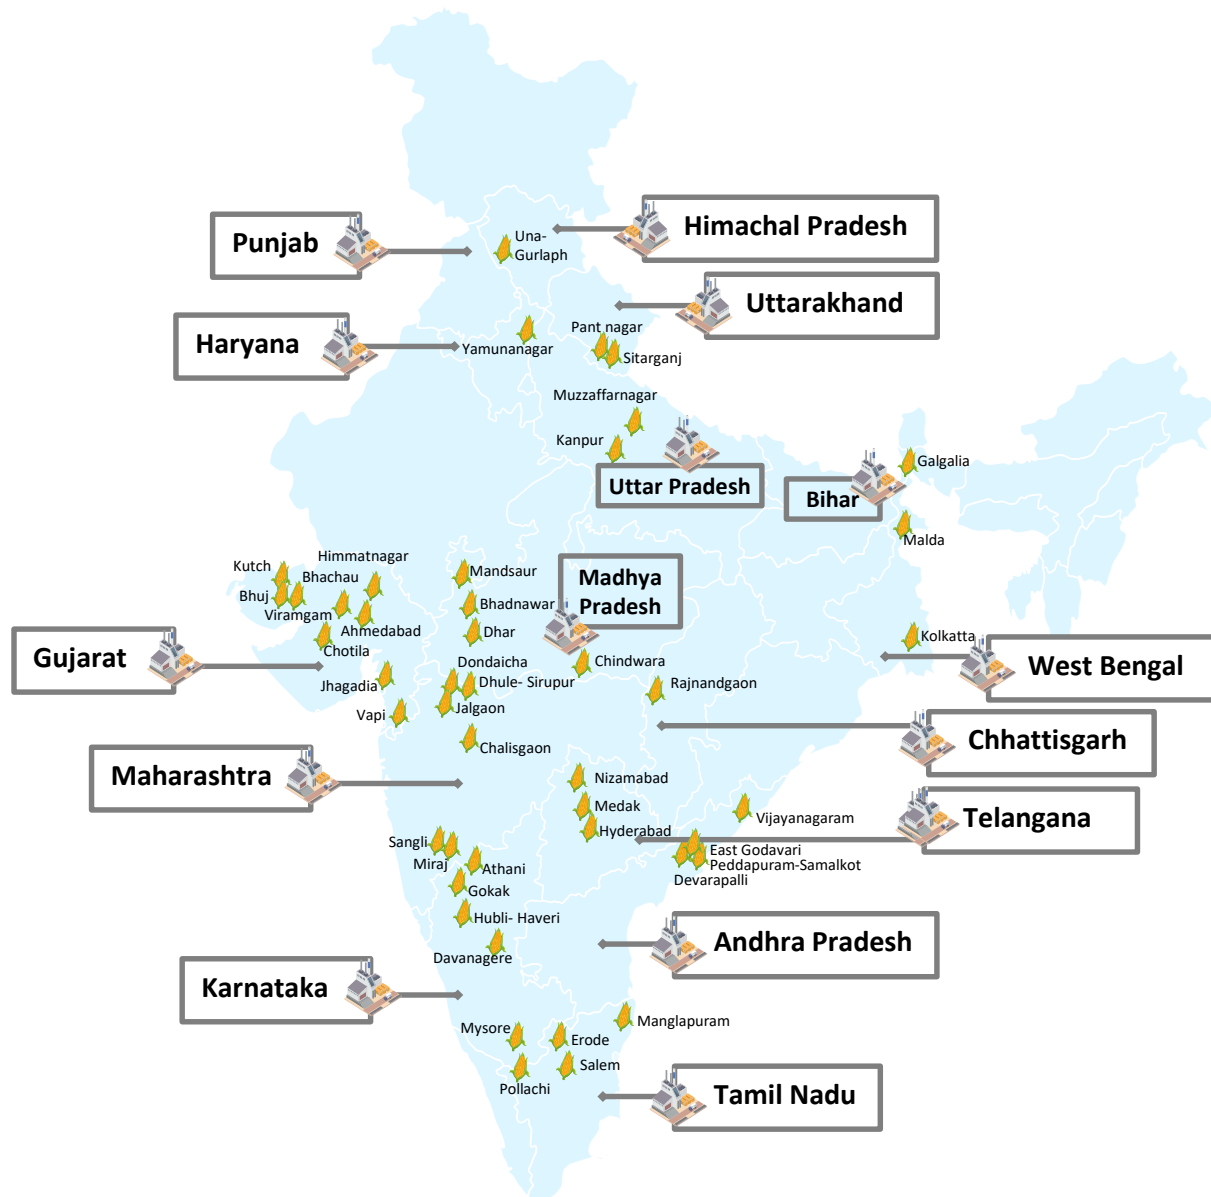 Himachal Pradesh
Punjab
Una-
Gurlaph
Uttarakhand
Haryana
Yamunanagar
Pant nagar
Sitarganj
Muzzaffarnagar
Kanpur
Uttar Pradesh
Bihar
Galgalia
Malda
Himmatnagar
Kutch
Bhachau
Bhuj
Viramgam
Ahmedabad
Chotila
Mandsaur
Bhadnawar
Dhar
Madhya
Pradesh
Chindwara
Kolkatta
West Bengal
Gujarat
Jhagadia
Vapi
Dondaicha
Dhule- Sirupur
Jalgaon
Chalisgaon
Rajnandgaon
Chhattisgarh
Maharashtra
Nizamabad
Medak
Hyderabad
Vijayanagaram
Telangana
East Godavari
Peddapuram-Samalkot
Devarapalli
Sangli
Miraj
Athani
Gokak
Hubli- Haveri
Davanagere
Andhra Pradesh
Karnataka
Mysore
Erode
Manglapuram
Salem
Pollachi
Tamil Nadu